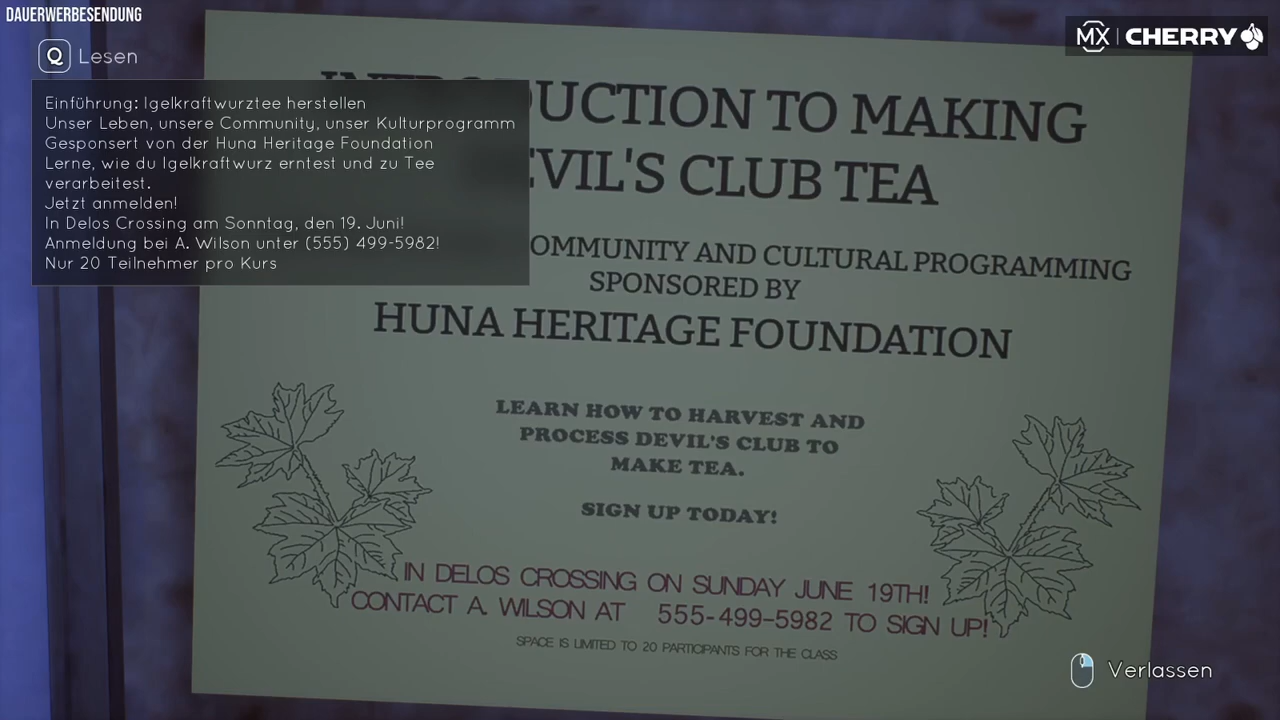 DAUERWERBESENDUNG
MX | CHERRY
Q Lesen
Einführung: Igelkraftwurztee herstellen
Unser Leben, unsere Community, unser Kulturprogramm
Gesponsert von der Huna Heritage Foundation
Lerne, wie du Igelkraftwurz erntest und zu Tee
verarbeitest.
Jetzt anmelden!
In Delos Crossing am Sonntag, den 19. Juni!
Anmeldung bei A. Wilson unter (555) 499-5982!
Nur 20 Teilnehmer pro Kurs
INTRODUCTION TO MAKING
DEVIL'S CLUB TEA
COMMUNITY AND CULTURAL PROGRAMMING
SPONSORED BY
HUNA HERITAGE FOUNDATION
LEARN HOW TO HARVEST AND
PROCESS DEVIL'S CLUB TO
MAKE TEA.
SIGN UP TODAY!
IN DELOS CROSSING ON SUNDAY JUNE 19TH!
CONTACT A. WILSON AT 555-499-5982 TO SIGN UP!
SPACE IS LIMITED TO 20 PARTICIPANTS FOR THE CLASS
Verlassen